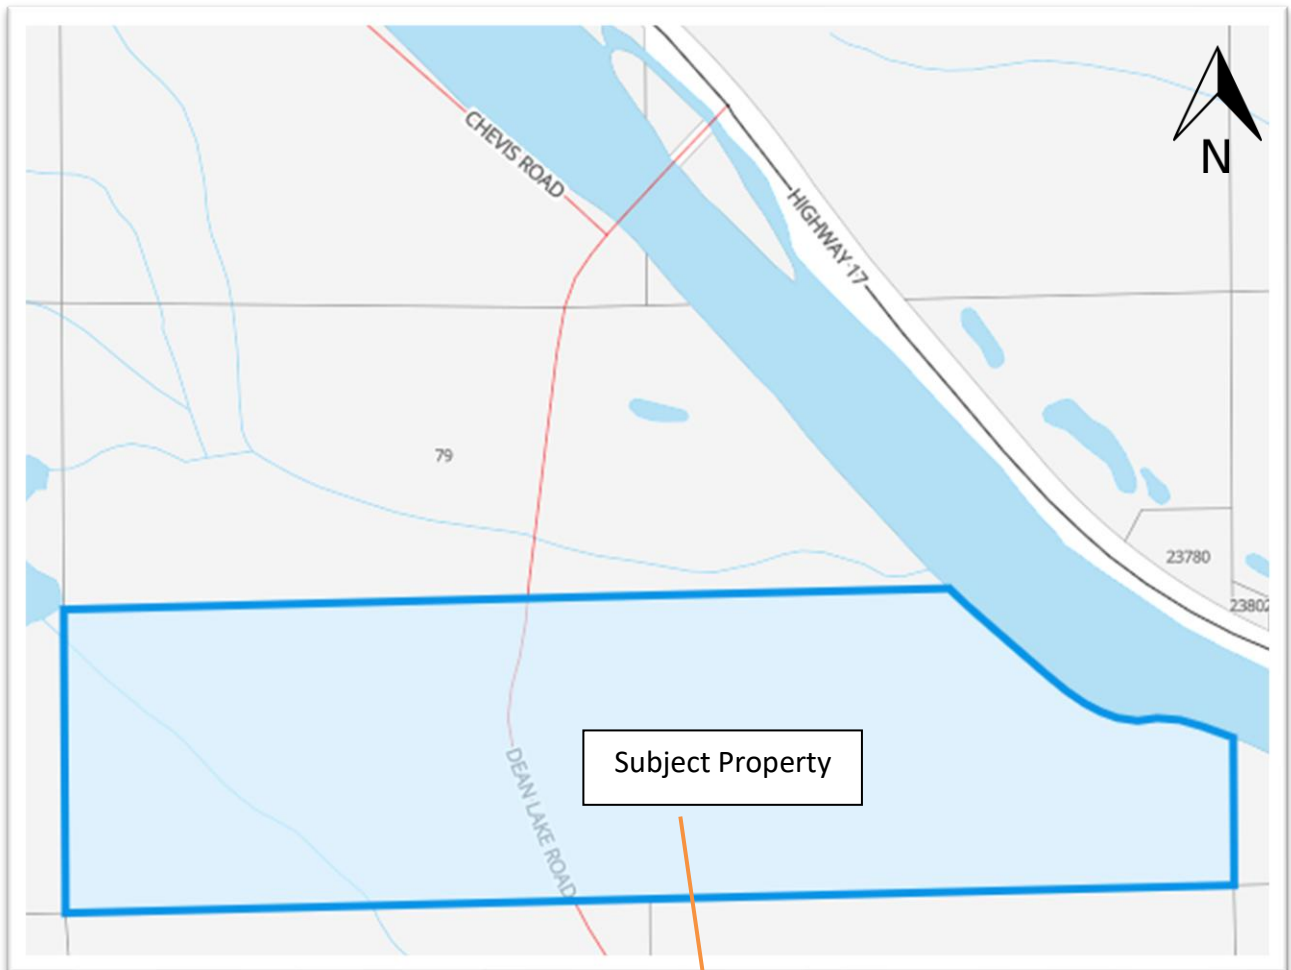 N
CHEVIS ROAD
HIGHWAY 17
79
23780
23802
Subject Property
DEAN LAKE ROAD